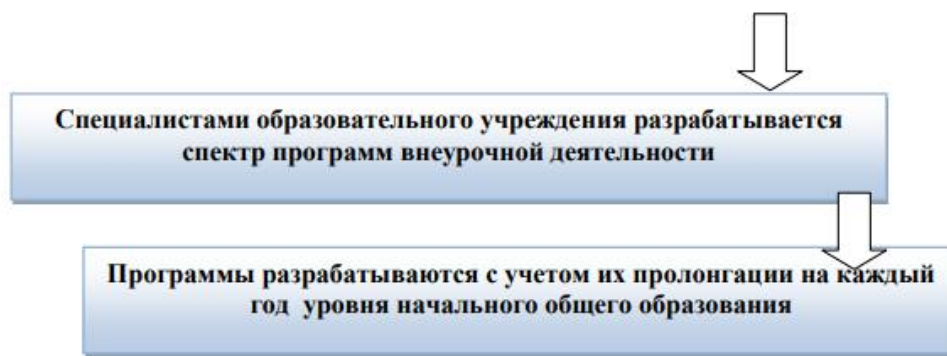 Специалистами образовательного учреждения разрабатывается
спектр программ внеурочной деятельности
Программы разрабатываются с учетом их пролонгации на каждый
год уровня начального общего образования